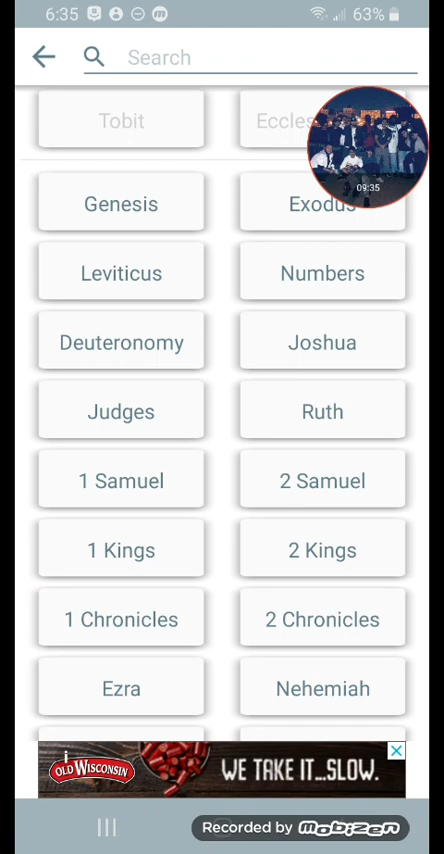 6:35 63%
Search
Tobit
Eccles
09:35
Genesis Exodus
Leviticus Numbers
Deuteronomy Joshua
Judges Ruth
1 Samuel 2 Samuel
1 Kings 2 Kings
1 Chronicles 2 Chronicles
Ezra Nehemiah
OLD WISCONSIN WE TAKE IT...SLOW.
Recorded by Mobizen